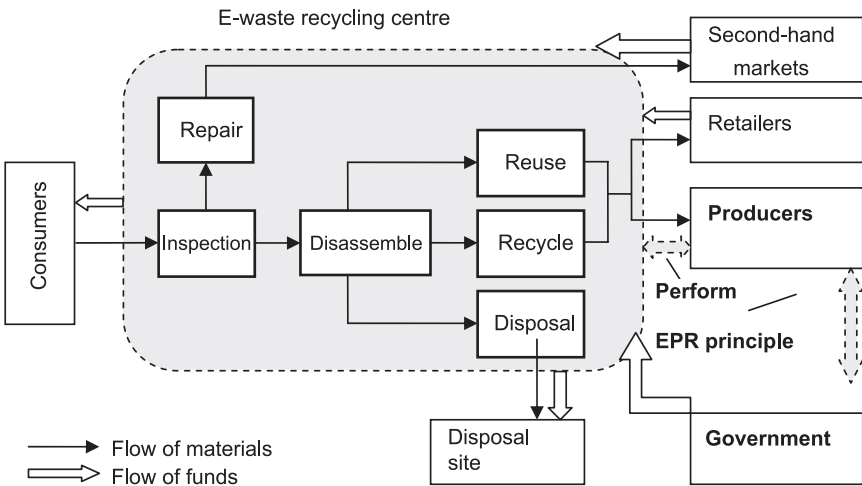 E-waste recycling centre
Second-hand
markets
Repair
Retailers
Reuse
Consumers
Producers
Inspection
Disassemble
Recycle
Perform
Disposal
EPR principle
Flow of materials
Disposal
site
Government
Flow of funds